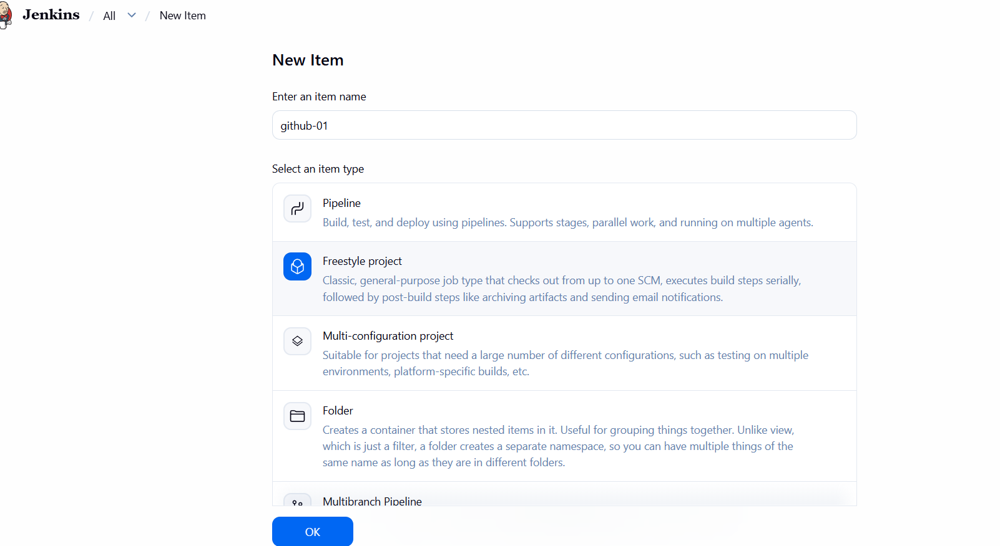 Jenkins / All / New Item
New Item
Enter an item name
github-01
Select an item type
Pipeline
Build, test, and deploy using pipelines. Supports stages, parallel work, and running on multiple agents.
Freestyle project
Classic, general-purpose job type that checks out from up to one SCM, executes build steps serially,
followed by post-build steps like archiving artifacts and sending email notifications.
Multi-configuration project
Suitable for projects that need a large number of different configurations, such as testing on multiple
environments, platform-specific builds, etc.
Folder
Creates a container that stores nested items in it. Useful for grouping things together. Unlike view,
which is just a filter, a folder creates a separate namespace, so you can have multiple things of the
same name as long as they are in different folders.
Multibranch Pipeline
OK